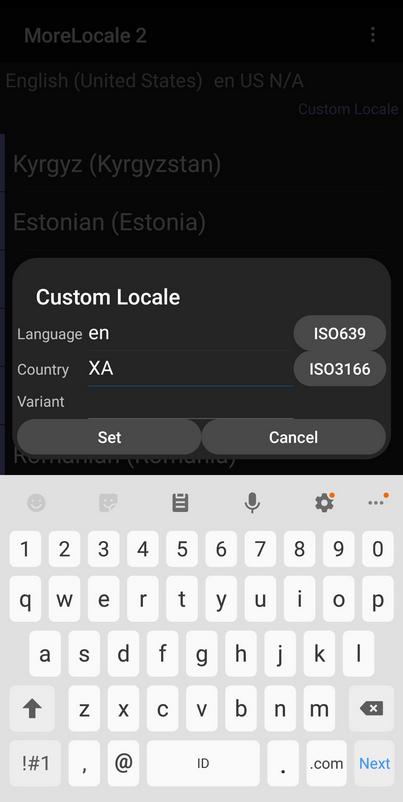 MoreLocale 2
English (United States) en US N/A
Custom Locale
Kyrgyz (Kyrgyzstan)
Estonian (Estonia)
Custom Locale
Language en ISO639
Country XA ISO3166
Variant
Set Cancel
Romanian (Romania)
1 2 3 4 5 6 7 8 9 0
q w e r t y u i o p
a s d f g h j k l
z x c v b n m
!#1 , @ ID . .com Next